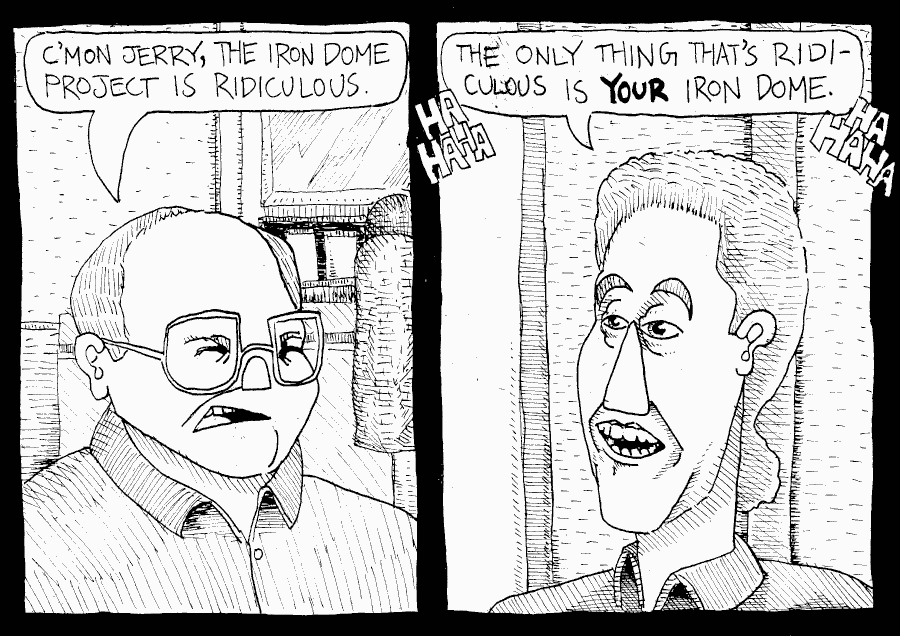 C'MON JERRY, THE IRON DOME
PROJECT IS RIDICULOUS.
THE ONLY THING THAT'S RIDI-
CULOUS IS YOUR IRON DOME.
HA
HAHA
HA
HAHA